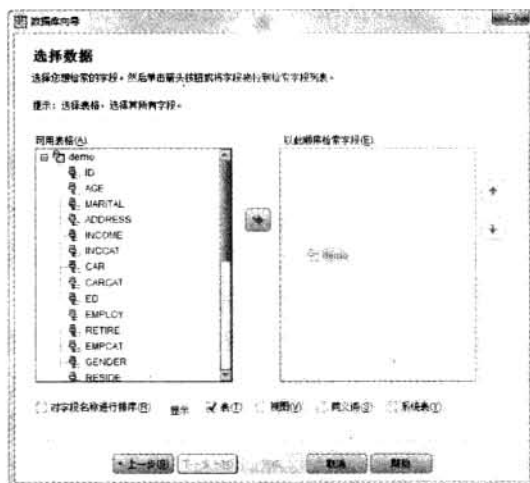 数据库向导
选择数据
选择您想检索的字段。然后单击箭头按钮或将字段拖行到检索字段列表。
提示：选择表格，选择其所有字段。
可用表格(A)
以此顺序检索字段(E)
demo
ID
AGE
MARITAL
ADDRESS
INCOME
INCCAT
CAR
CARCAT
ED
EMPLOY
RETIRE
EMPCAT
GENDER
RESIDE
demo
对字段名称进行排序(R)
显示
表(T)
视图(V)
同义词(S)
系统表(Y)
上一步(B)
取消
帮助